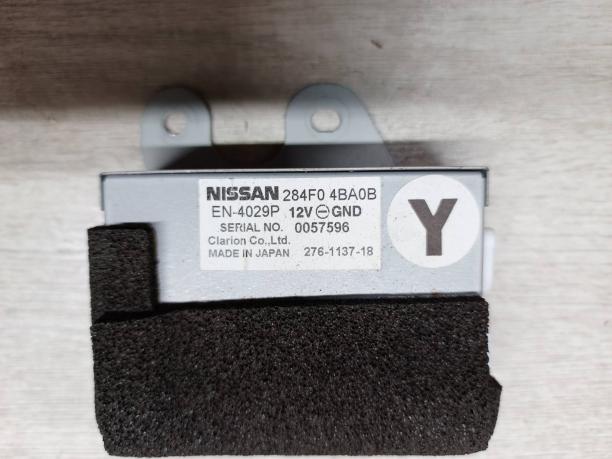 NISSAN 284F0 4BA0B
EN-4029P 12V⊖GND
SERIAL NO. 0057596
Clarion Co.,Ltd.
MADE IN JAPAN 276-1137-18
Y